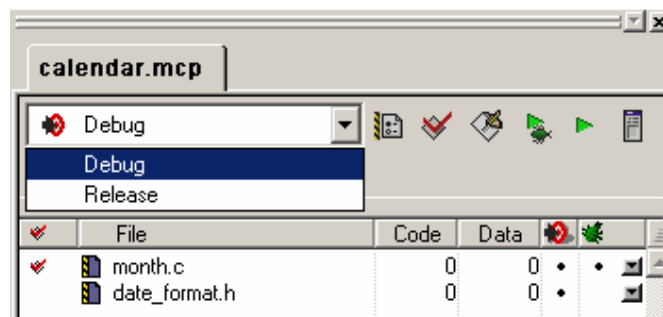 calendar.mcp
Debug
Debug
Release
File Code Data
month.c 0 0
date_format.h 0 0